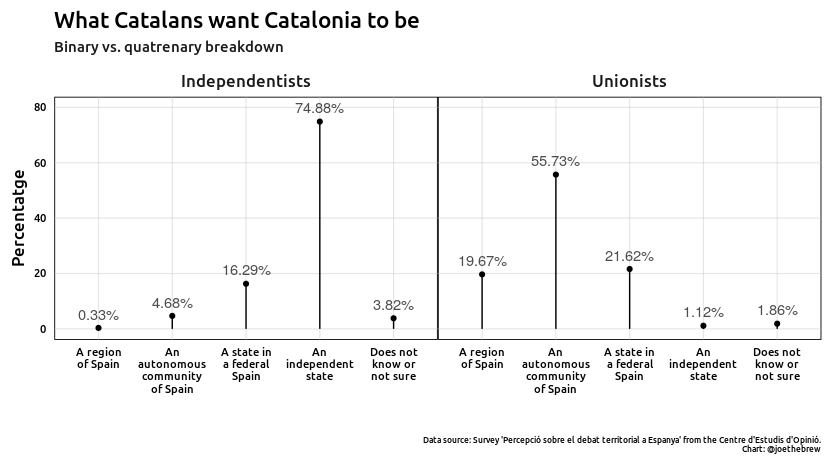 What Catalans want Catalonia to be
Binary vs. quatrenary breakdown
Independentists
Unionists
Percentatge
80
60
40
20
0
0.33%
4.68%
16.29%
74.88%
3.82%
19.67%
55.73%
21.62%
1.12%
1.86%
A region
of Spain
An
autonomous
community
of Spain
A state in
a federal
Spain
An
independent
state
Does not
know or
not sure
A region
of Spain
An
autonomous
community
of Spain
A state in
a federal
Spain
An
independent
state
Does not
know or
not sure
Data source: Survey 'Percepció sobre el debat territorial a Espanya' from the Centre d'Estudis d'Opinió.
Chart: @joethebrew